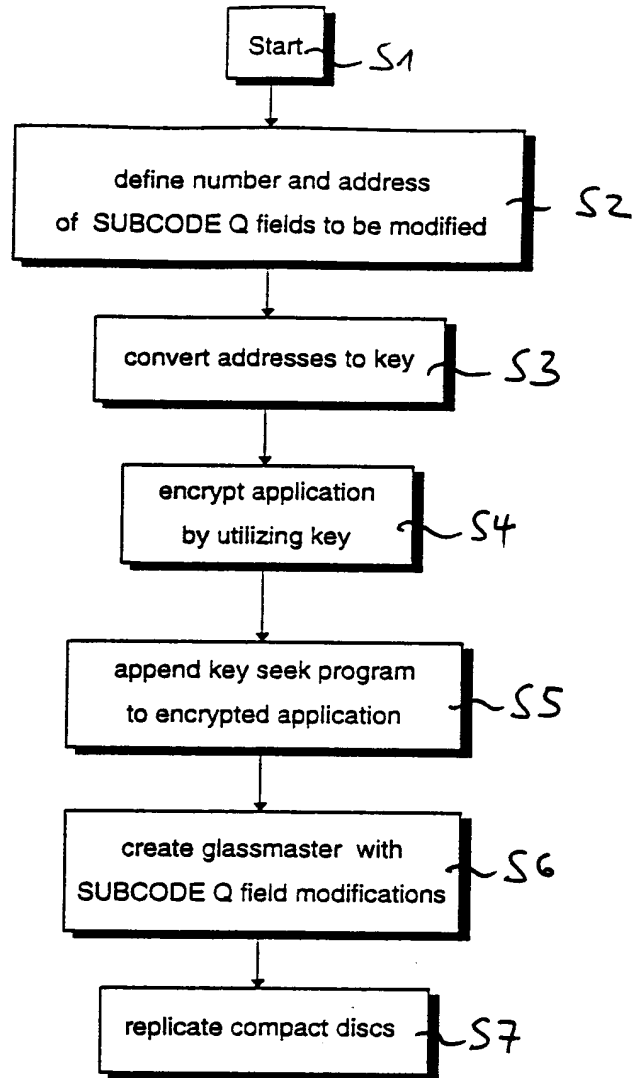 Start
S1
define number and address
of SUBCODE Q fields to be modified
S2
convert addresses to key
S3
encrypt application
by utilizing key
S4
append key seek program
to encrypted application
S5
create glassmaster with
SUBCODE Q field modifications
S6
replicate compact discs
S7